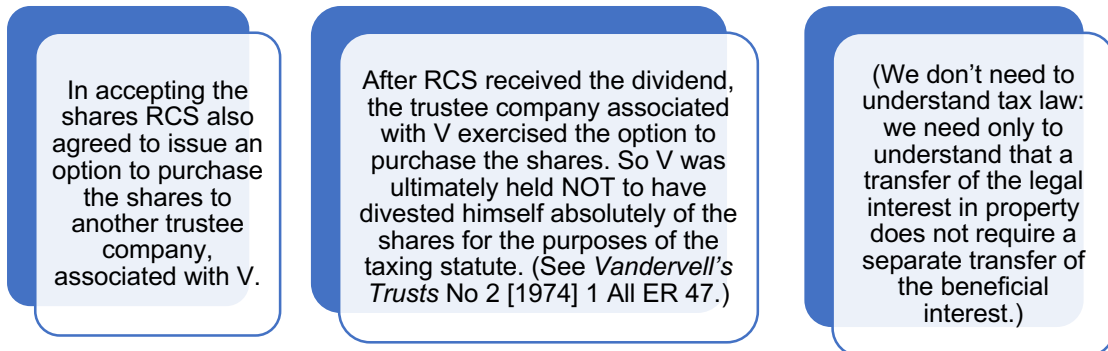 In accepting the
shares RCS also
agreed to issue an
option to purchase
the shares to
another trustee
company,
associated with V.
After RCS received the dividend,
the trustee company associated
with V exercised the option to
purchase the shares. So V was
ultimately held NOT to have
divested himself absolutely of the
shares for the purposes of the
taxing statute. (See Vandervell’s
Trusts No 2 [1974] 1 All ER 47.)
(We don’t need to
understand tax law:
we need only to
understand that a
transfer of the legal
interest in property
does not require a
separate transfer of
the beneficial
interest.)